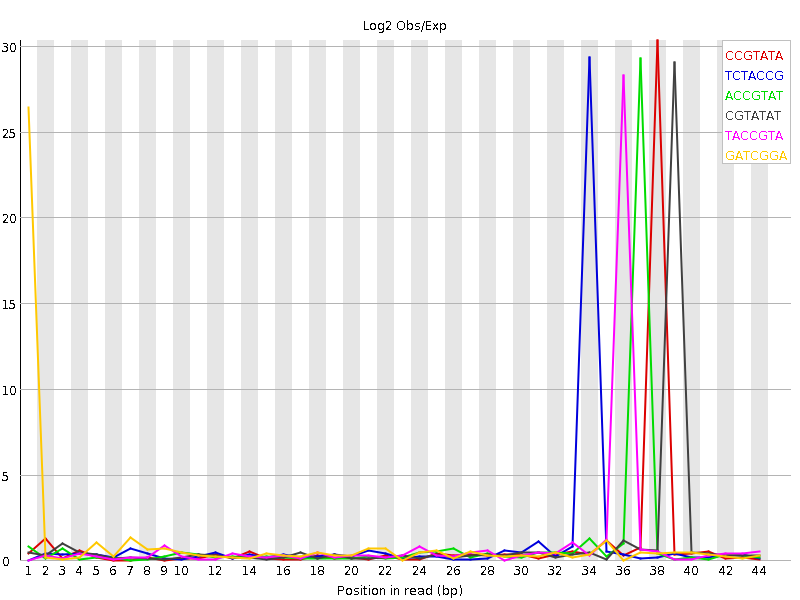 Log2 Obs/Exp
30
25
20
15
10
5
0
CCGTATA
TCTACCG
ACCGTAT
CGTATAT
TACCGTA
GATCGGA
1 2 3 4 5 6 7 8 9 10 12 14 16 18 20 22 24 26 28 30 32 34 36 38 40 42 44
Position in read (bp)